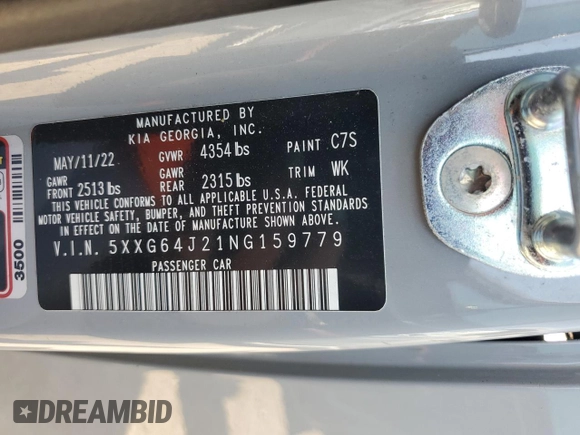 MANUFACTURED BY
KIA GEORGIA, INC.
MAY/11/22 GVWR 4354 lbs PAINT C7S
GAWR FRONT 2513 lbs GAWR REAR 2315 lbs TRIM WK
THIS VEHICLE CONFORMS TO ALL APPLICABLE U.S.A. FEDERAL
MOTOR VEHICLE SAFETY, BUMPER, AND THEFT PREVENTION STANDARDS
IN EFFECT ON THE DATE OF MANUFACTURE SHOWN ABOVE.
V.I.N. 5XXG64J21NG159779
PASSENGER CAR
3500
DREAMBID